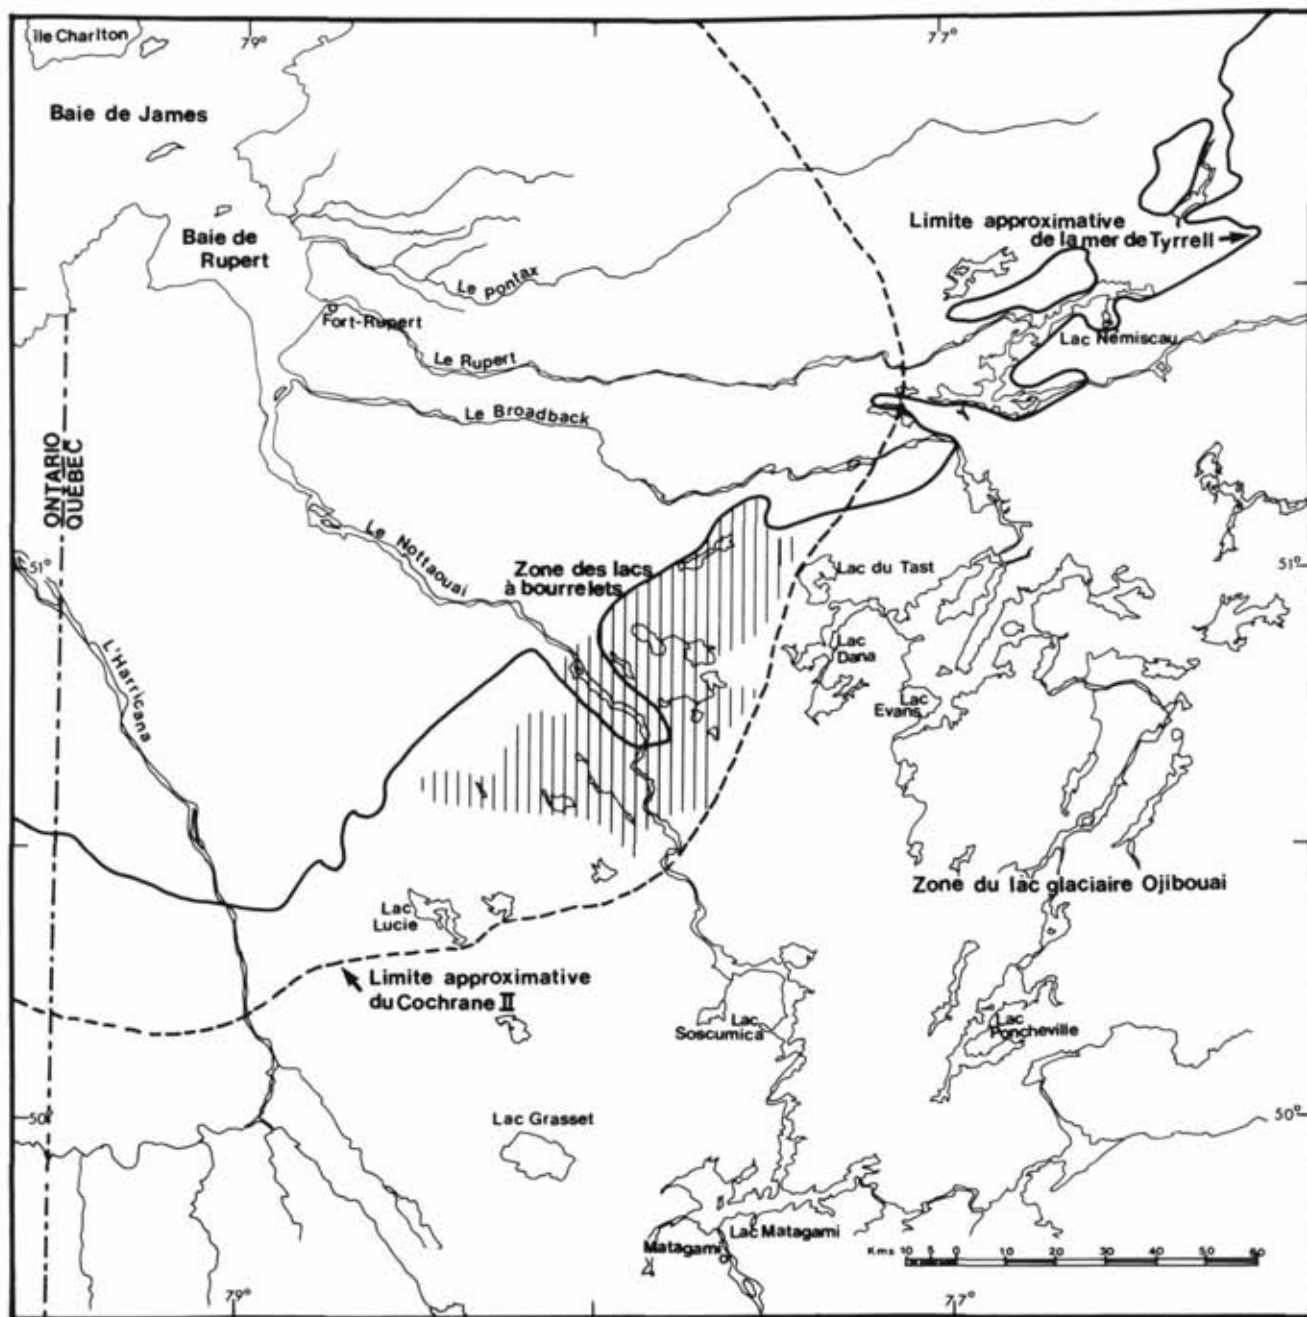 79°
77°
île Charlton
Baie de James
Baie de
Rupert
Limite approximative
de la mer de Tyrrell
Le pontax
Fort-Rupert
Le Rupert
Lac Nemiscau
Le Broadback
ONTARIO
QUÉBEC
Le Nottaouai
51°
Zone des lacs
à bourrelets
Lac du Tast
51°
L'Harricana
Lac
Dana
Lac
Evans
Zone du lac glaciaire Ojibouai
Lac
Lucie
Limite approximative
du Cochrane II
Lac
Soscumica
Lac
Poncheville
50°
50°
Lac Grasset
Lac Matagami
Matagami
Kms 10 5 0 10 20 30 40 50 60
79°
77°